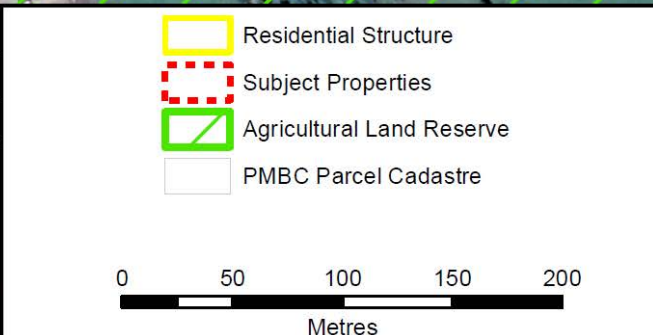 Residential Structure
Subject Properties
Agricultural Land Reserve
PMBC Parcel Cadastre
0 50 100 150 200
Metres